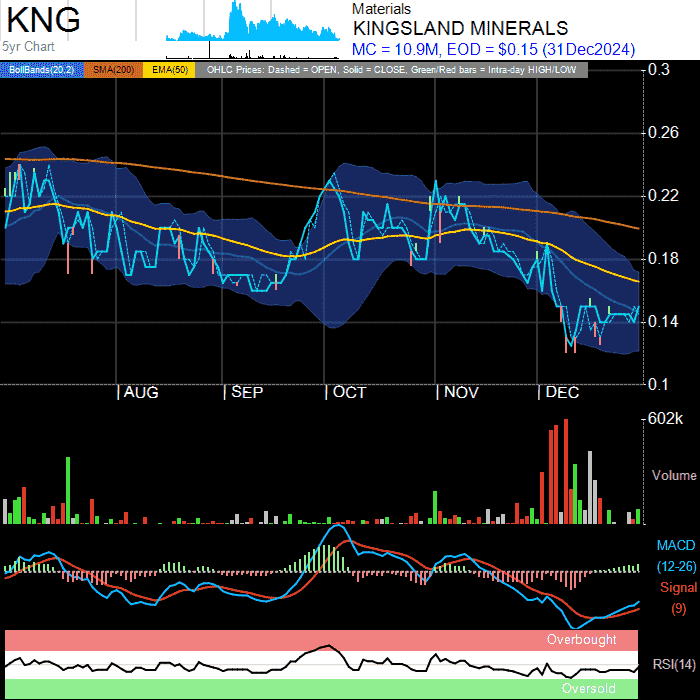 KNG
5yr Chart
Materials
KINGSLAND MINERALS
MC = 10.9M, EOD = $0.15 (31Dec2024)
BollBands(20,2) SMA(200) EMA(50) OHLC Prices: Dashed = OPEN, Solid = CLOSE, Green/Red bars = Intra-day HIGH/LOW
0.3
0.26
0.22
0.18
0.14
0.1
AUG SEP OCT NOV DEC
602k
Volume
MACD
(12-26)
Signal
(9)
Overbought
RSI(14)
Oversold